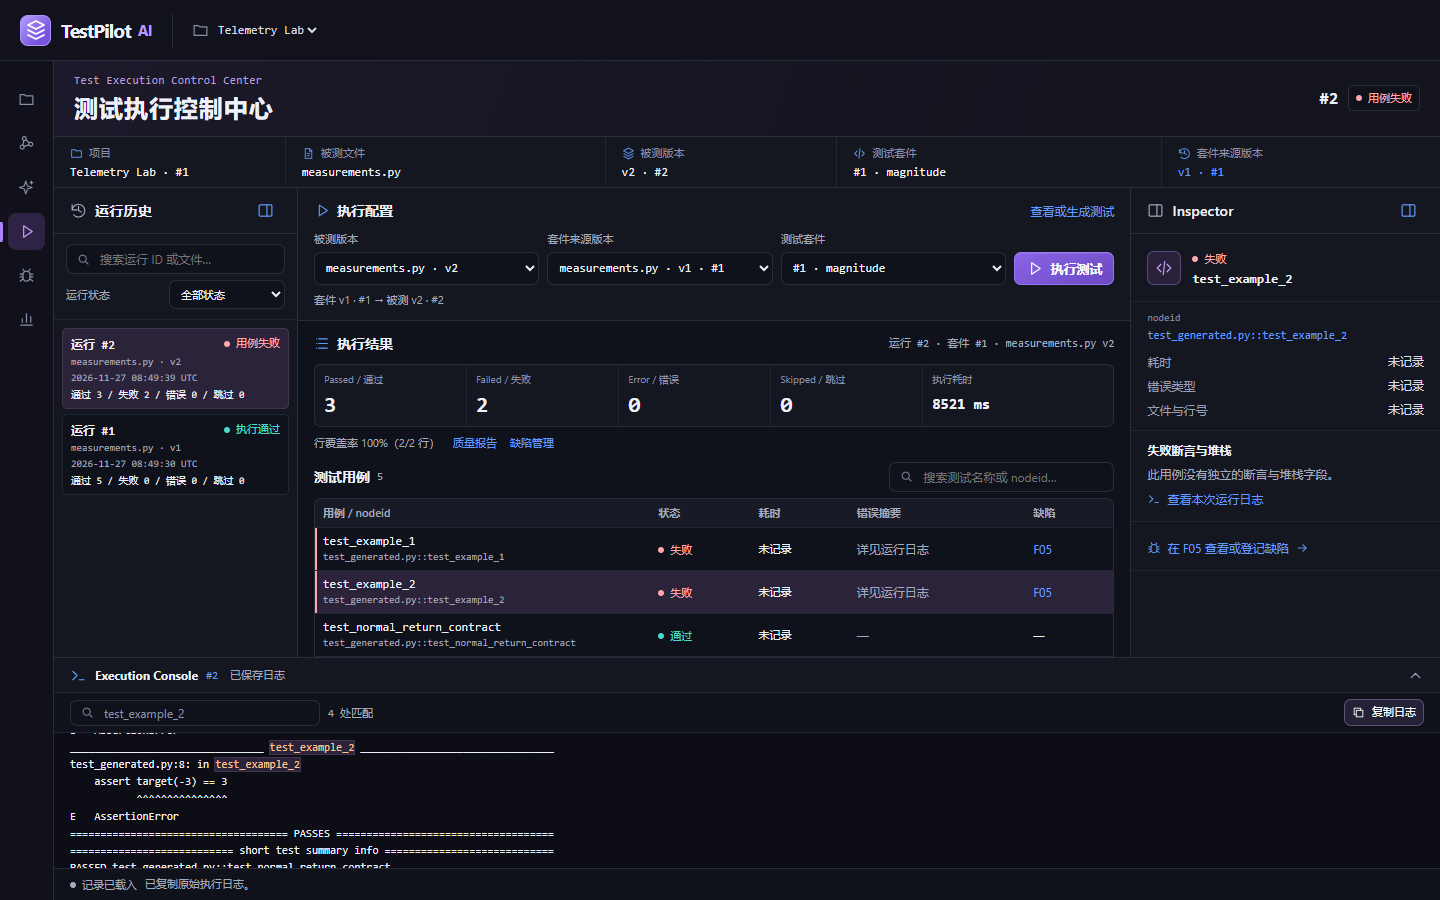 TestPilot AI
Telemetry Lab
Test Execution Control Center
测试执行控制中心
#2
用例失败
项目
Telemetry Lab · #1
被测文件
measurements.py
被测版本
v2 · #2
测试套件
#1 · magnitude
套件来源版本
v1 · #1
运行历史
搜索运行 ID 或文件...
运行状态
全部状态
运行 #2
用例失败
measurements.py · v2
2026-11-27 08:49:39 UTC
通过 3 / 失败 2 / 错误 0 / 跳过 0
运行 #1
执行通过
measurements.py · v1
2026-11-27 08:49:30 UTC
通过 5 / 失败 0 / 错误 0 / 跳过 0
执行配置
查看或生成测试
被测版本
套件来源版本
测试套件
measurements.py · v2
measurements.py · v1 · #1
#1 · magnitude
执行测试
套件 v1 · #1 → 被测 v2 · #2
执行结果
运行 #2 · 套件 #1 · measurements.py v2
Passed / 通过
3
Failed / 失败
2
Error / 错误
0
Skipped / 跳过
0
执行耗时
8521 ms
行覆盖率 100% (2/2 行)
质量报告
缺陷管理
测试用例 5
搜索测试名称或 nodeid...
用例 / nodeid
状态
耗时
错误摘要
缺陷
test_example_1
test_generated.py::test_example_1
失败
未记录
详见运行日志
F05
test_example_2
test_generated.py::test_example_2
失败
未记录
详见运行日志
F05
test_normal_return_contract
test_generated.py::test_normal_return_contract
通过
未记录
—
—
Inspector
失败
test_example_2
nodeid
test_generated.py::test_example_2
耗时
未记录
错误类型
未记录
文件与行号
未记录
失败断言与堆栈
此用例没有独立的断言与堆栈字段。
查看本次运行日志
在 F05 查看或登记缺陷 →
Execution Console #2 已保存日志
test_example_2
4 处匹配
复制日志
E   AssertionError
________________________________ test_example_2 ________________________________
test_generated.py:8: in test_example_2
    assert target(-3) == 3
           ^^^^^^^^^^^^^^^
E   AssertionError
==================================== PASSES ====================================
=========================== short test summary info ============================
PASSED test_generated.py::test_normal_return_contract
记录已载入 已复制原始执行日志。